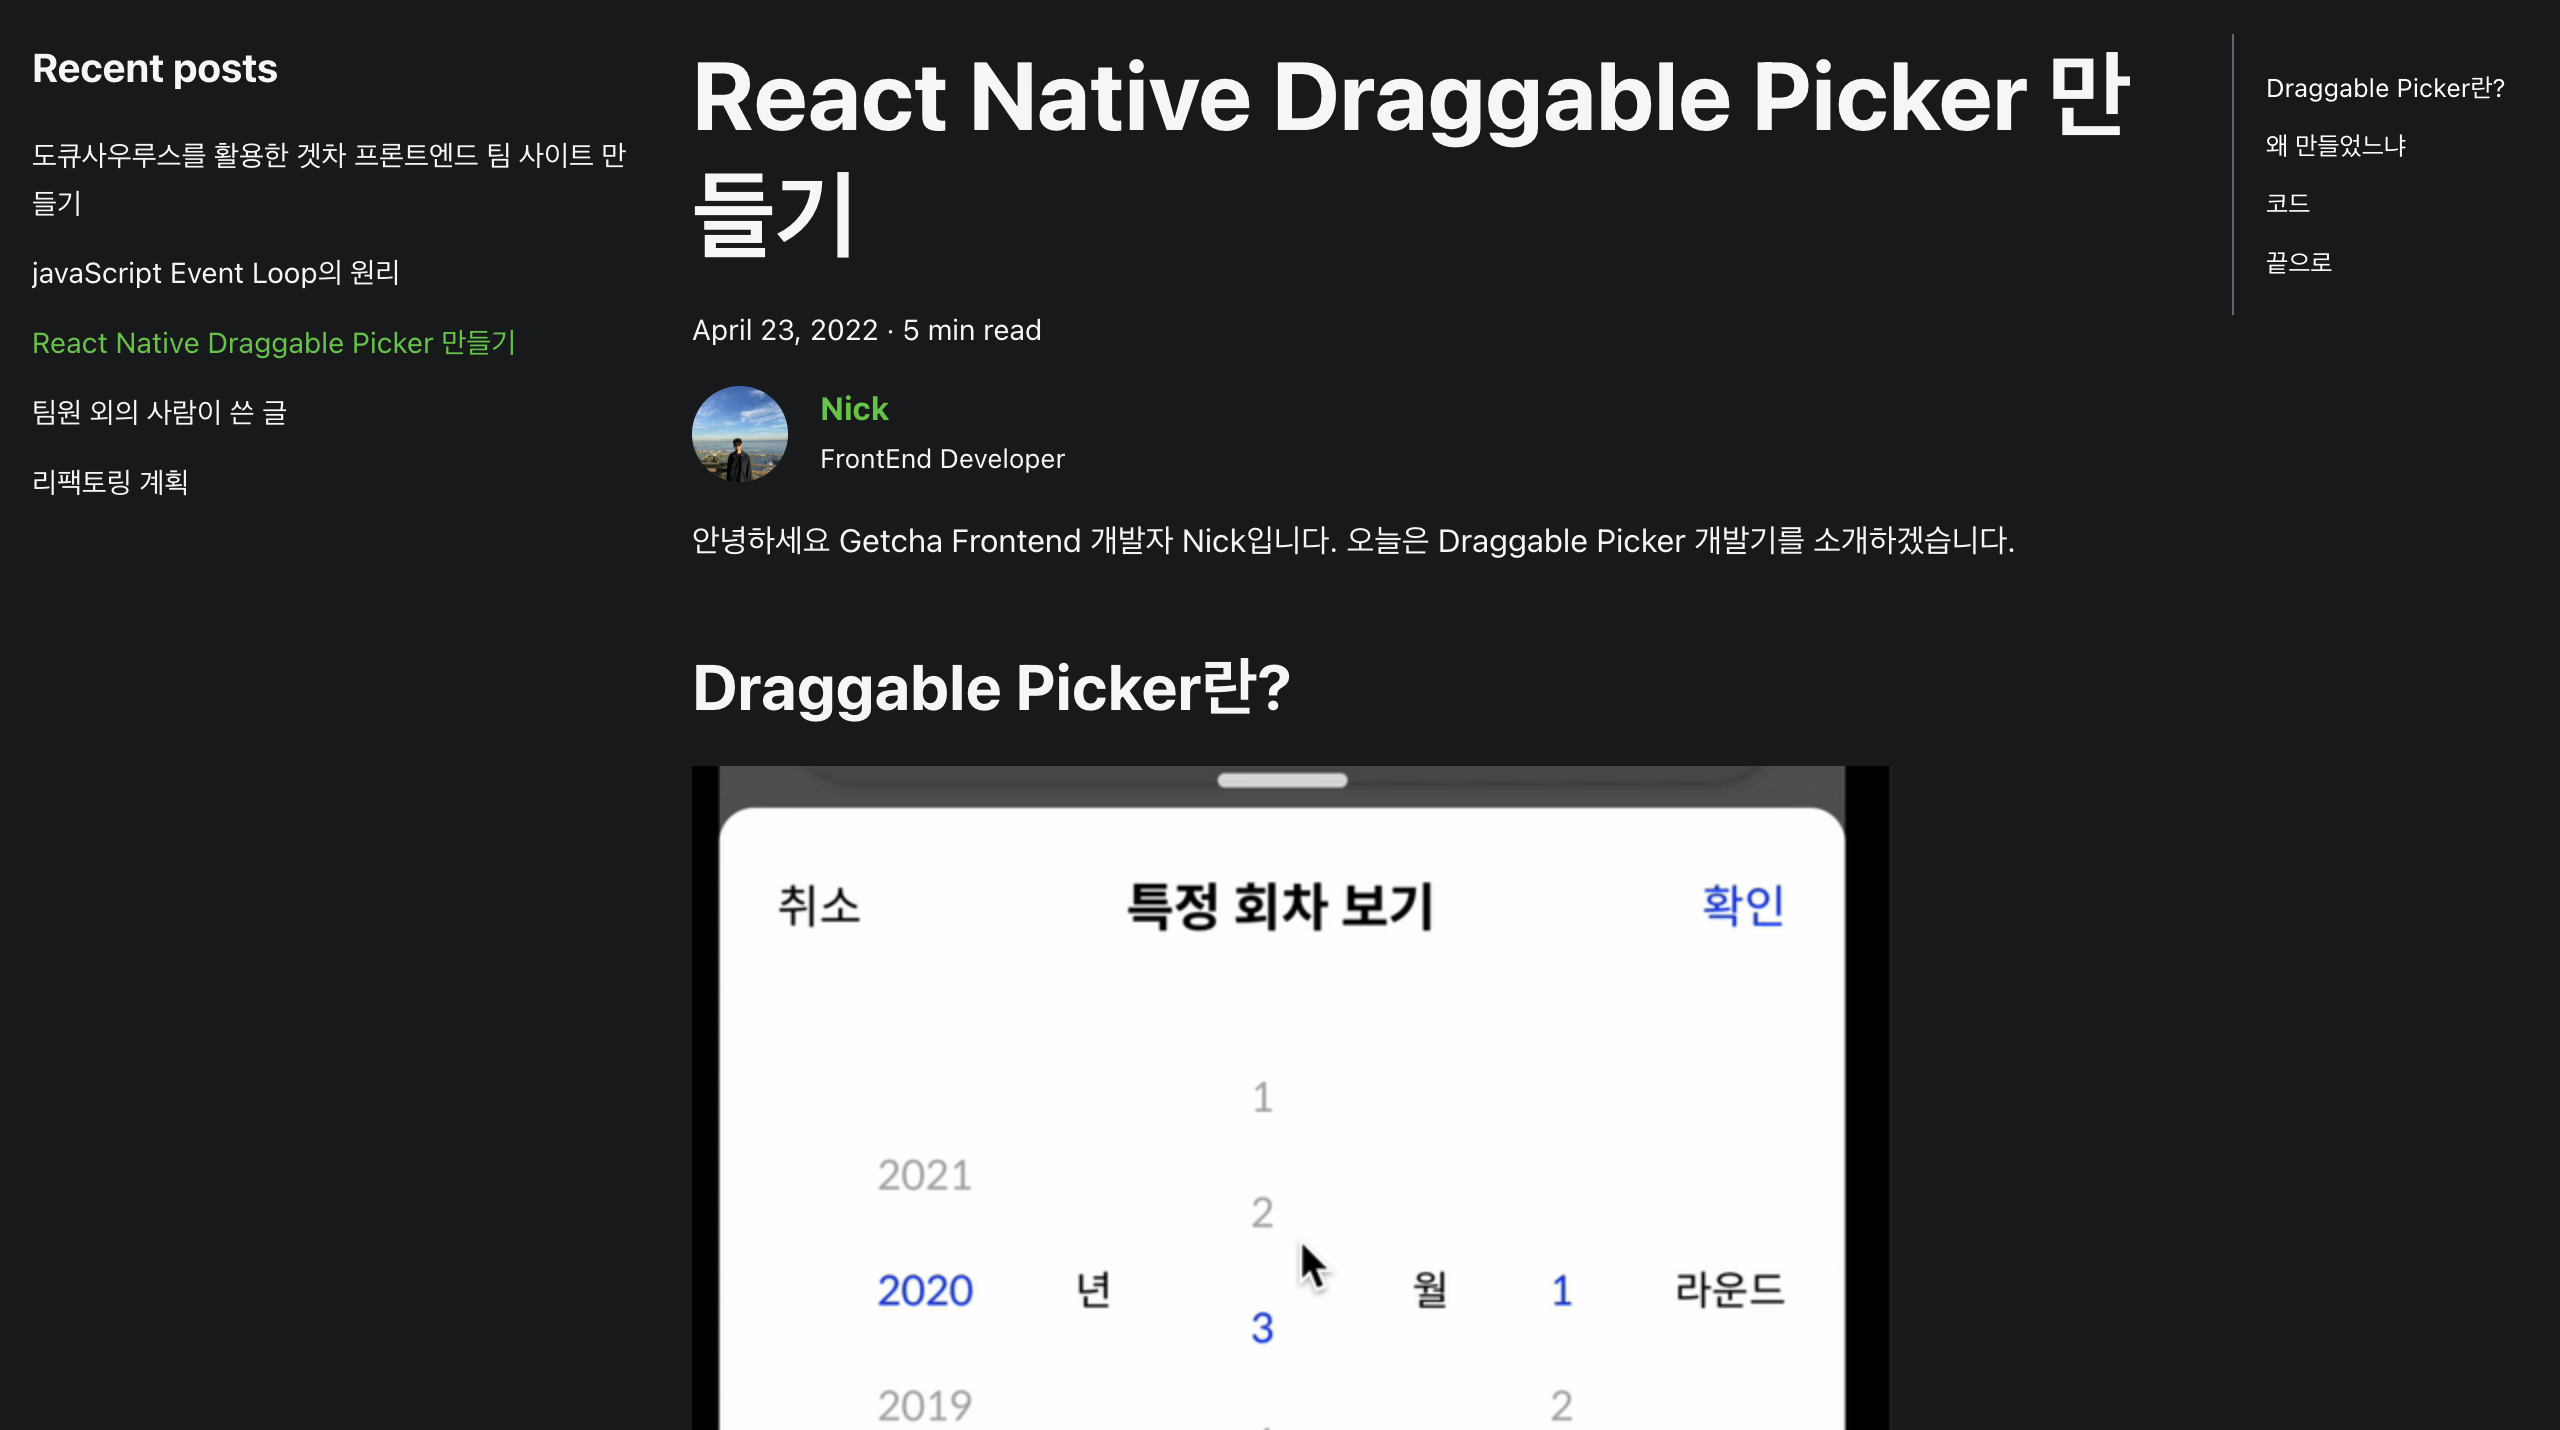 Recent posts
도큐사우루스를 활용한 겟차 프론트엔드 팀 사이트 만
들기
javaScript Event Loop의 원리
React Native Draggable Picker 만들기
팀원 외의 사람이 쓴 글
리팩토링 계획
React Native Draggable Picker 만
들기
April 23, 2022 · 5 min read
Nick
FrontEnd Developer
안녕하세요 Getcha Frontend 개발자 Nick입니다. 오늘은 Draggable Picker 개발기를 소개하겠습니다.
Draggable Picker란?
취소 특정 회차 보기 확인
1
2021
2
2020 년 월 1 라운드
3
2019 2
Draggable Picker란?
왜 만들었느냐
코드
끝으로